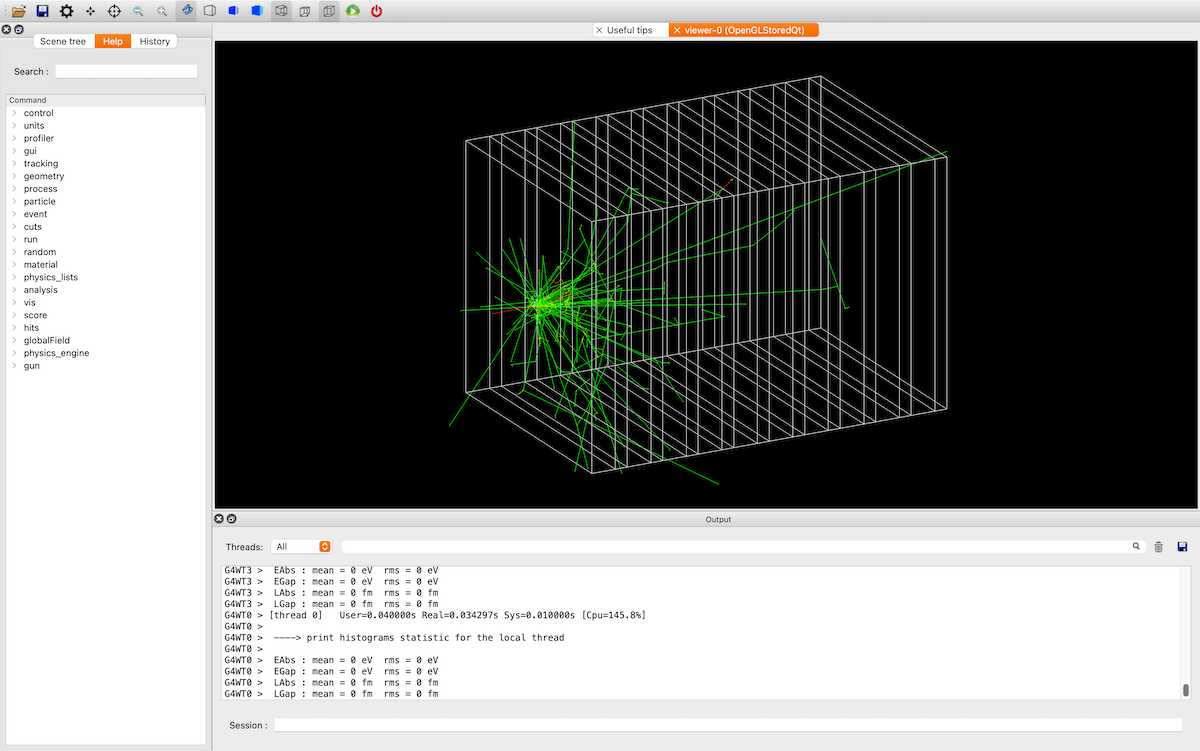 Useful tips
viewer-0 (OpenGLStoredQt)
Scene tree
Help
History
Search :
Command
control
units
profiler
gui
tracking
geometry
process
particle
event
cuts
run
random
material
physics_lists
analysis
vis
score
hits
globalField
physics_engine
gun
Output
Threads: All
G4WT3 > EAbs : mean = 0 eV rms = 0 eV
G4WT3 > EGap : mean = 0 eV rms = 0 eV
G4WT3 > LAbs : mean = 0 fm rms = 0 fm
G4WT3 > LGap : mean = 0 fm rms = 0 fm
G4WT0 > [thread 0] User=0.040000s Real=0.034297s Sys=0.010000s [Cpu=145.8%]
G4WT0 >
G4WT0 > ----> print histograms statistic for the local thread
G4WT0 >
G4WT0 > EAbs : mean = 0 eV rms = 0 eV
G4WT0 > EGap : mean = 0 eV rms = 0 eV
G4WT0 > LAbs : mean = 0 fm rms = 0 fm
G4WT0 > LGap : mean = 0 fm rms = 0 fm
Session :